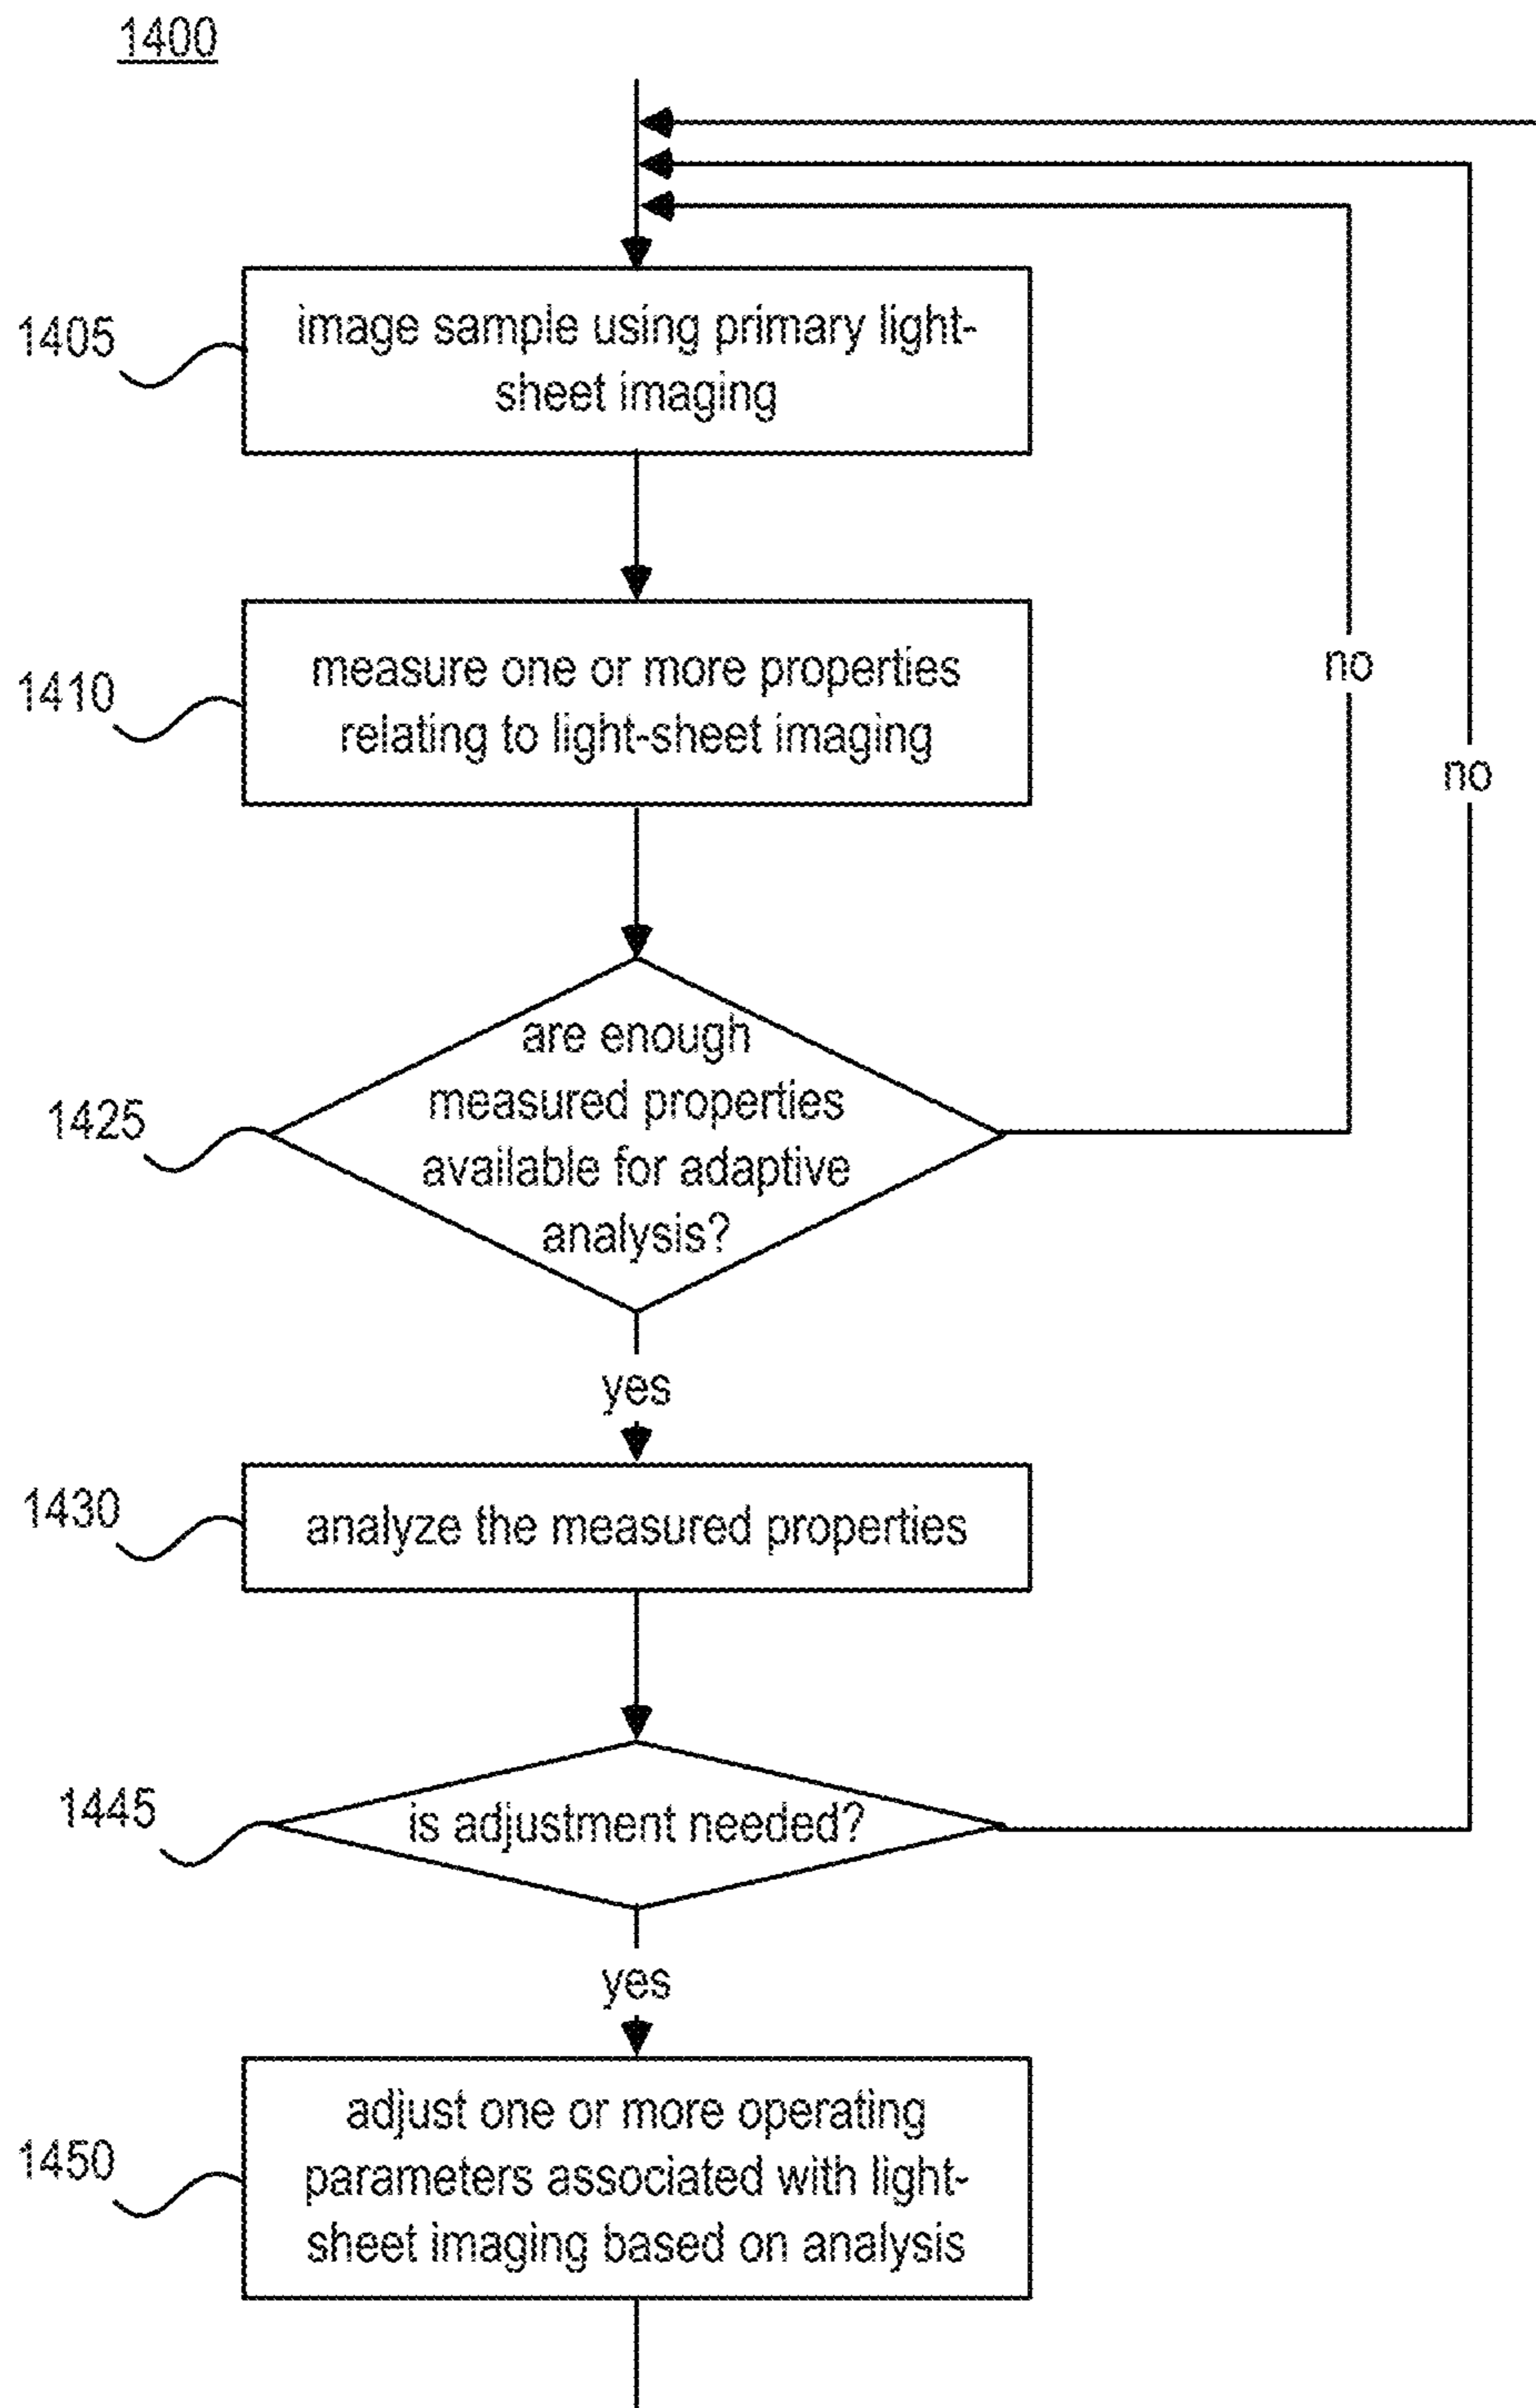 1400
1405
image sample using primary light-
sheet imaging
1410
measure one or more properties
relating to light-sheet imaging
no
no
1425
are enough
measured properties
available for adaptive
analysis?
yes
1430
analyze the measured properties
1445
is adjustment needed?
yes
1450
adjust one or more operating
parameters associated with light-
sheet imaging based on analysis